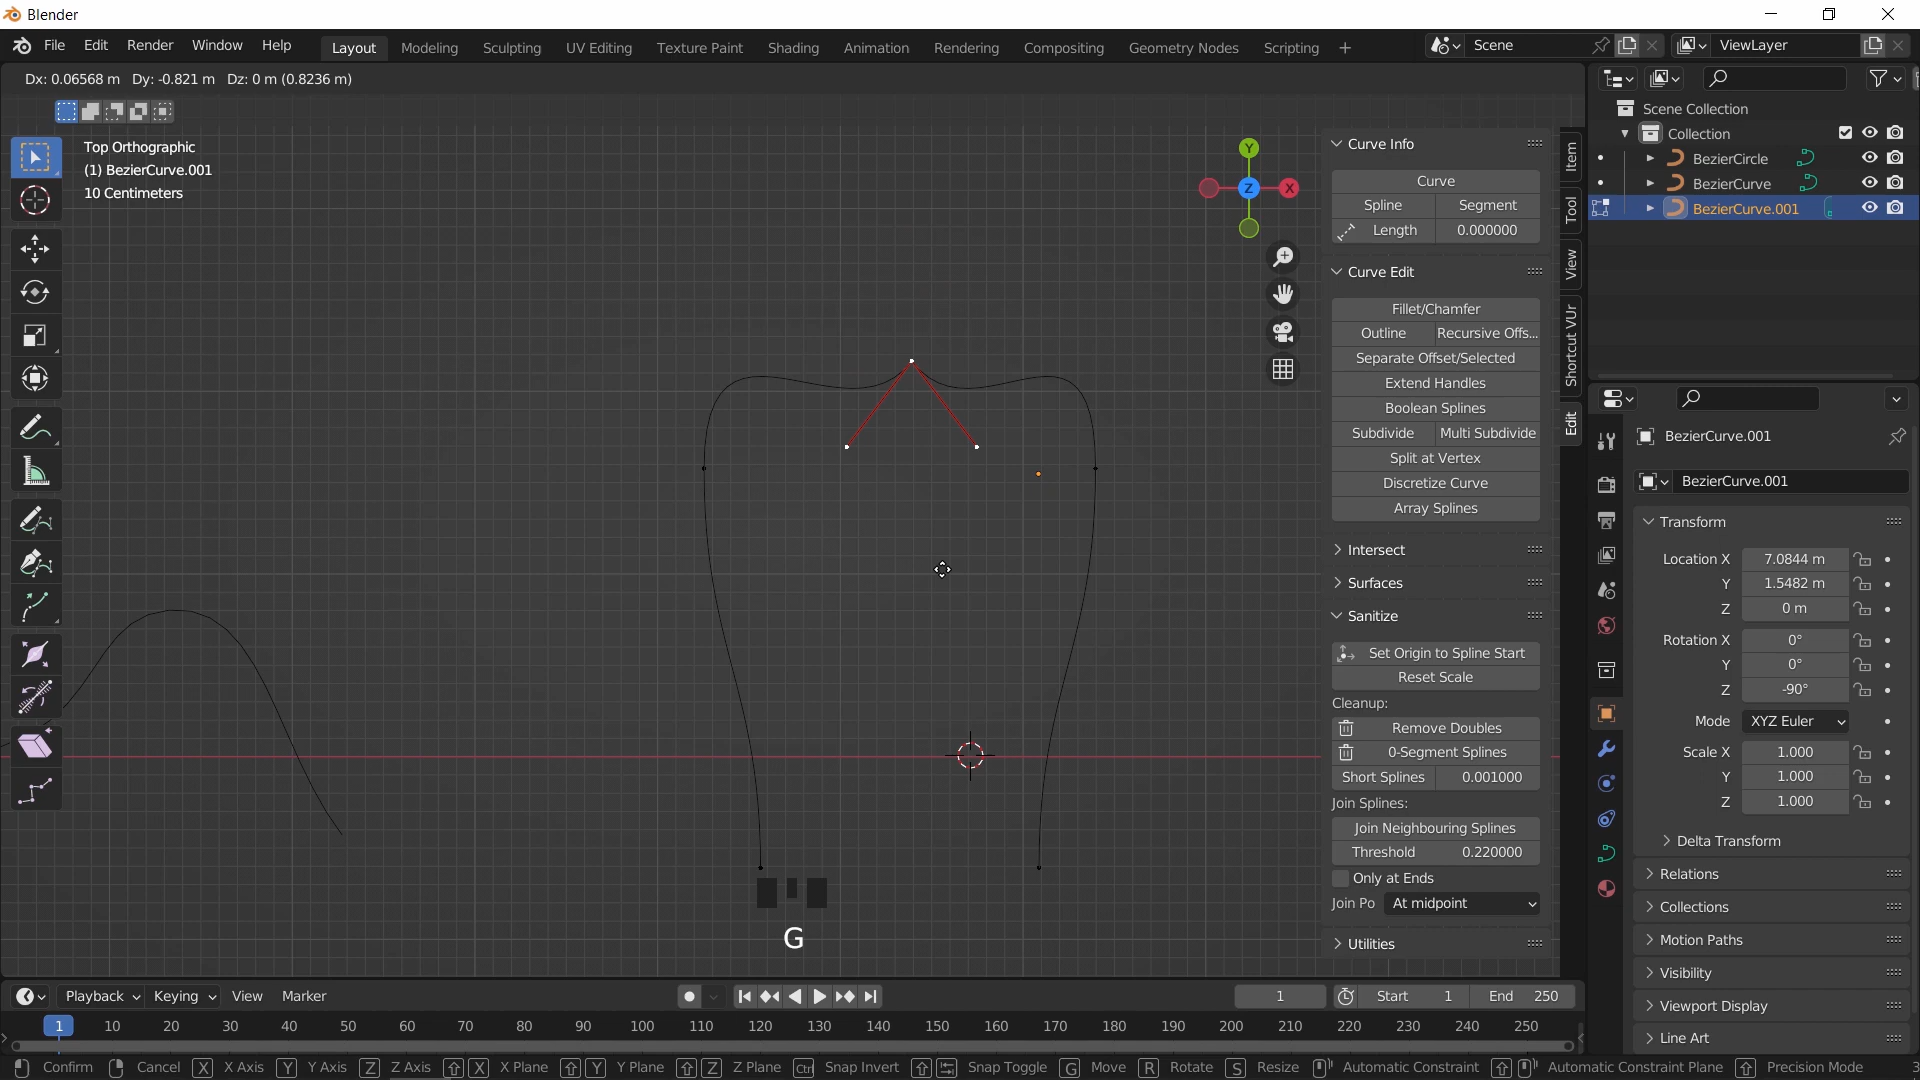 Blender
File Edit Render Window Help Layout Modeling Sculpting UV Editing Texture Paint Shading Animation Rendering Compositing Geometry Nodes Scripting + Scene ViewLayer
Dx: 0.06568 m Dy: -0.821 m Dz: 0 m (0.8236 m)
Top Orthographic
(1) BezierCurve.001
10 Centimeters
Y
X
Z
Curve Info
Curve
Spline Segment
Length 0.000000
Curve Edit
Fillet/Chamfer
Outline Recursive Offs...
Separate Offset/Selected
Extend Handles
Boolean Splines
Subdivide Multi Subdivide
Split at Vertex
Discretize Curve
Array Splines
Intersect
Surfaces
Sanitize
Set Origin to Spline Start
Reset Scale
Cleanup:
Remove Doubles
0-Segment Splines
Short Splines 0.001000
Join Splines:
Join Neighbouring Splines
Threshold 0.220000
Only at Ends
Join Po At midpoint
Utilities
Item
Tool
View
Shortcut VUr
Edit
Scene Collection
Collection
BezierCircle
BezierCurve
BezierCurve.001
BezierCurve.001
BezierCurve.001
Transform
Location X 7.0844 m
Y 1.5482 m
Z 0 m
Rotation X 0°
Y 0°
Z -90°
Mode XYZ Euler
Scale X 1.000
Y 1.000
Z 1.000
Delta Transform
Relations
Collections
Motion Paths
Visibility
Viewport Display
Line Art
G
Playback Keying View Marker 1 Start 1 End 250
1 10 20 30 40 50 60 70 80 90 100 110 120 130 140 150 160 170 180 190 200 210 220 230 240 250
Confirm Cancel X X Axis Y Y Axis Z Z Axis X X Plane Y Y Plane Z Z Plane Ctrl Snap Invert Snap Toggle G Move R Rotate S Resize Automatic Constraint Automatic Constraint Plane Precision Mode 3